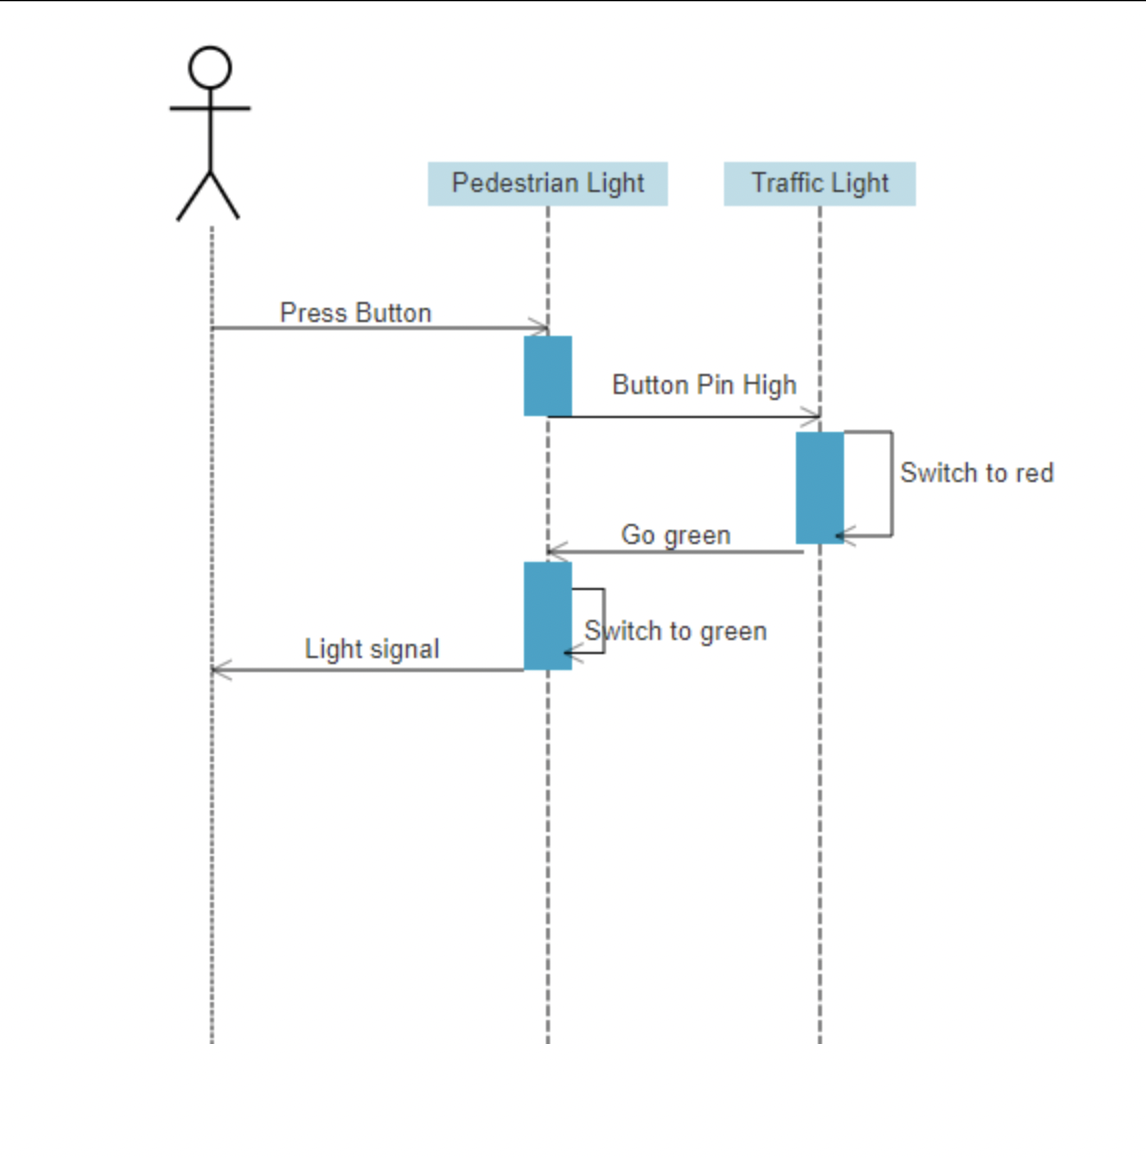 Pedestrian Light
Traffic Light
Press Button
Button Pin High
Switch to red
Go green
Switch to green
Light signal